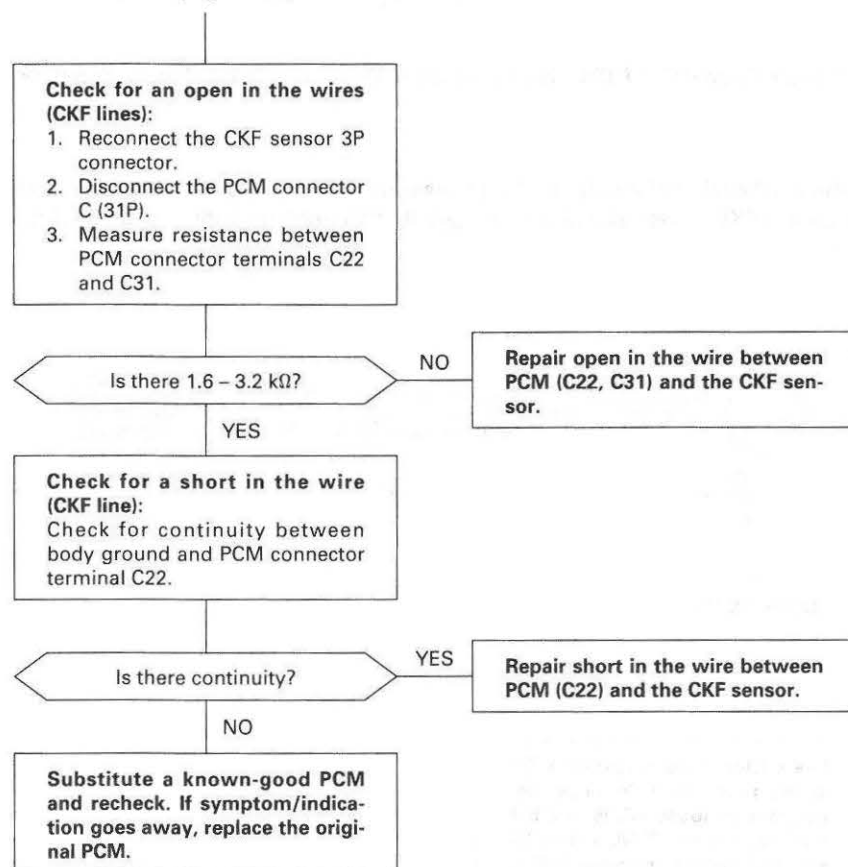 Check for an open in the wires
(CKF lines):
1. Reconnect the CKF sensor 3P
connector.
2. Disconnect the PCM connector
C (31P).
3. Measure resistance between
PCM connector terminals C22
and C31.
Is there 1.6 – 3.2 kΩ?
NO
Repair open in the wire between
PCM (C22, C31) and the CKF sen-
sor.
YES
Check for a short in the wire
(CKF line):
Check for continuity between
body ground and PCM connector
terminal C22.
Is there continuity?
YES
Repair short in the wire between
PCM (C22) and the CKF sensor.
NO
Substitute a known-good PCM
and recheck. If symptom/indica-
tion goes away, replace the origi-
nal PCM.